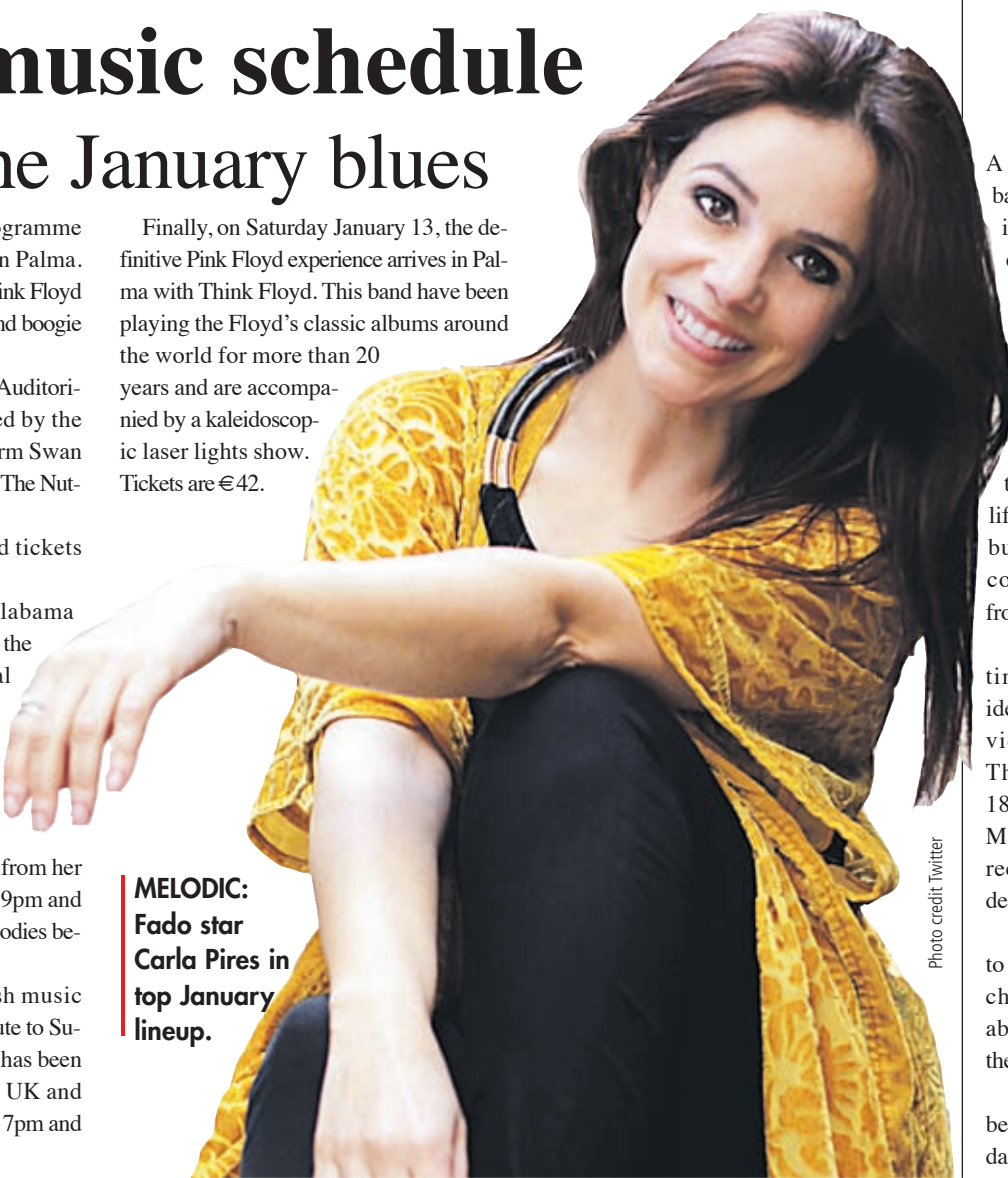 music schedule
he January blues
ogramme
n Palma.
ink Floyd
nd boogie
Auditori-
ed by the
rm Swan
The Nut-
d tickets
labama
the
al
from her
9pm and
odies be-
sh music
ute to Su-
has been
UK and
7pm and
Finally, on Saturday January 13, the de-
finitive Pink Floyd experience arrives in Pal-
ma with Think Floyd. This band have been
playing the Floyd’s classic albums around
the world for more than 20
years and are accompa-
nied by a kaleidoscop-
ic laser lights show.
Tickets are €42.
MELODIC:
Fado star
Carla Pires in
top January
lineup.
Photo credit Twitter
A
ba
i
t
lif
bu
co
fro
tin
ide
vi
Th
18
M
rec
de
to
ch
ab
the
be
da